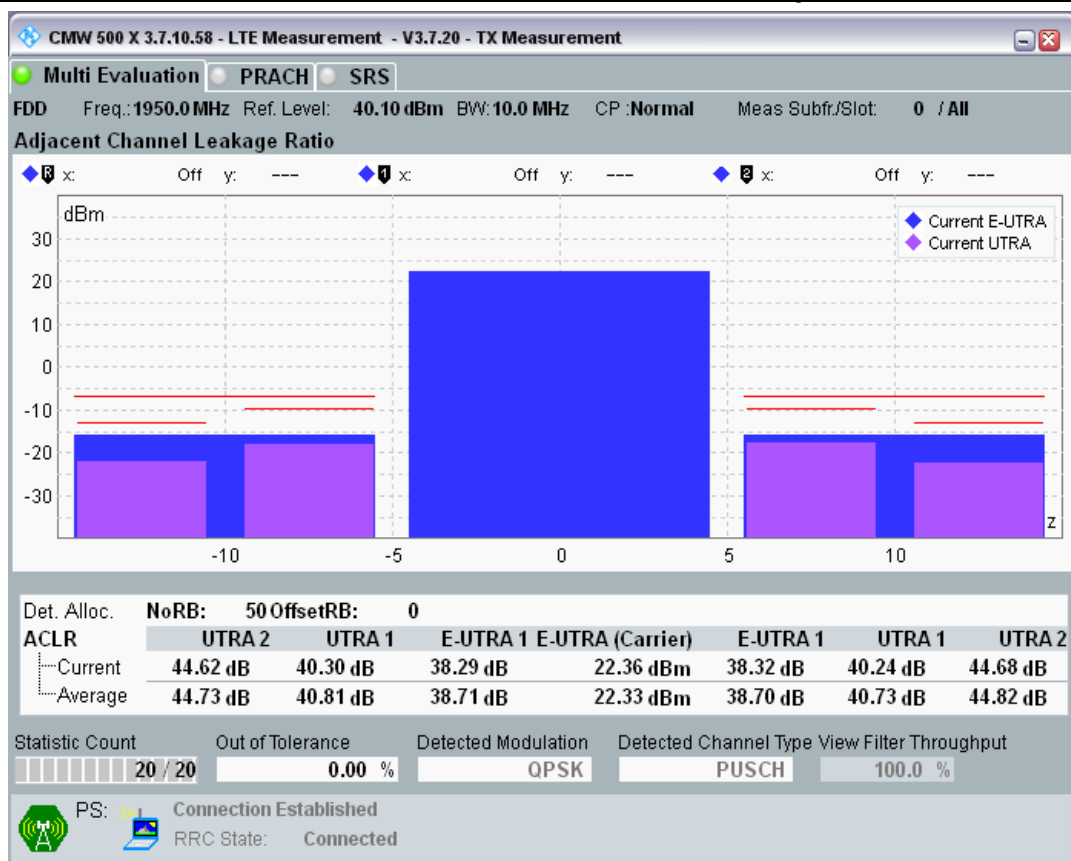 CMW 500 X 3.7.10.58 - LTE Measurement - V3.7.20 - TX Measurement
Multi Evaluation PRACH SRS
FDD Freq.: 1950.0 MHz Ref. Level: 40.10 dBm BW: 10.0 MHz CP :Normal Meas Subfr./Slot: 0 / All
Adjacent Channel Leakage Ratio
R x: Off y: --- 1 x: Off y: --- 2 x: Off y: ---
dBm
Current E-UTRA
Current UTRA
30
20
10
0
-10
-20
-30
z
-10 -5 0 5 10
Det. Alloc. NoRB: 50 OffsetRB: 0
ACLR UTRA 2 UTRA 1 E-UTRA 1 E-UTRA (Carrier) E-UTRA 1 UTRA 1 UTRA 2
Current 44.62 dB 40.30 dB 38.29 dB 22.36 dBm 38.32 dB 40.24 dB 44.68 dB
Average 44.73 dB 40.81 dB 38.71 dB 22.33 dBm 38.70 dB 40.73 dB 44.82 dB
Statistic Count Out of Tolerance Detected Modulation Detected Channel Type View Filter Throughput
20 / 20 0.00 % QPSK PUSCH 100.0 %
PS: Connection Established
RRC State: Connected